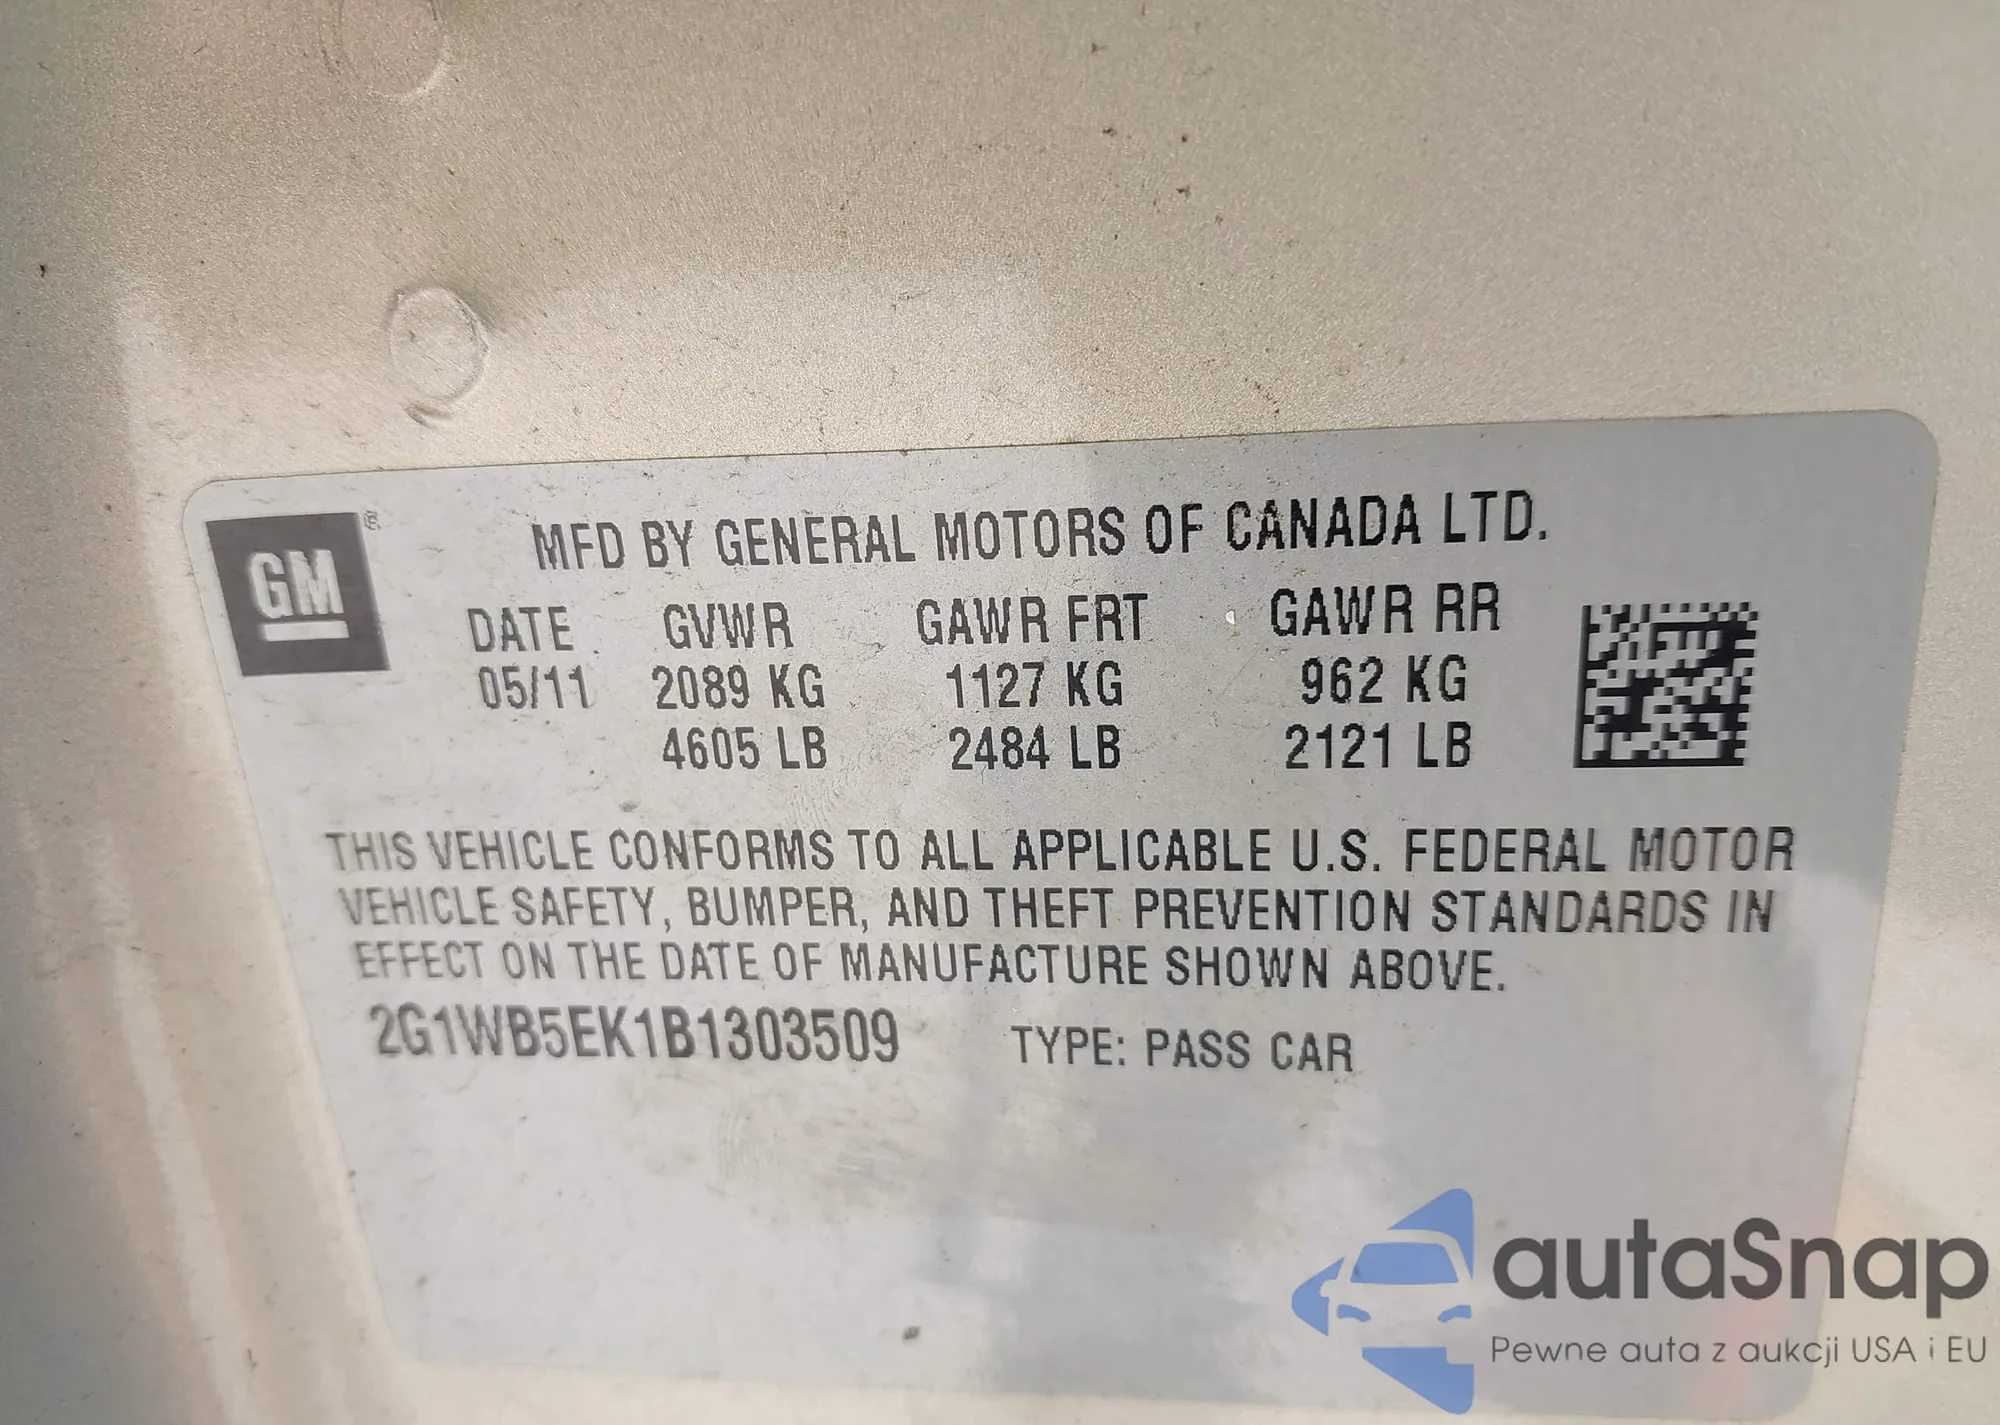 GM
MFD BY GENERAL MOTORS OF CANADA LTD.
DATE GVWR GAWR FRT GAWR RR
05/11 2089 KG 1127 KG 962 KG
4605 LB 2484 LB 2121 LB
THIS VEHICLE CONFORMS TO ALL APPLICABLE U.S. FEDERAL MOTOR
VEHICLE SAFETY, BUMPER, AND THEFT PREVENTION STANDARDS IN
EFFECT ON THE DATE OF MANUFACTURE SHOWN ABOVE.
2G1WB5EK1B1303509 TYPE: PASS CAR
autaSnap
Pewne auta z aukcji USA i EU